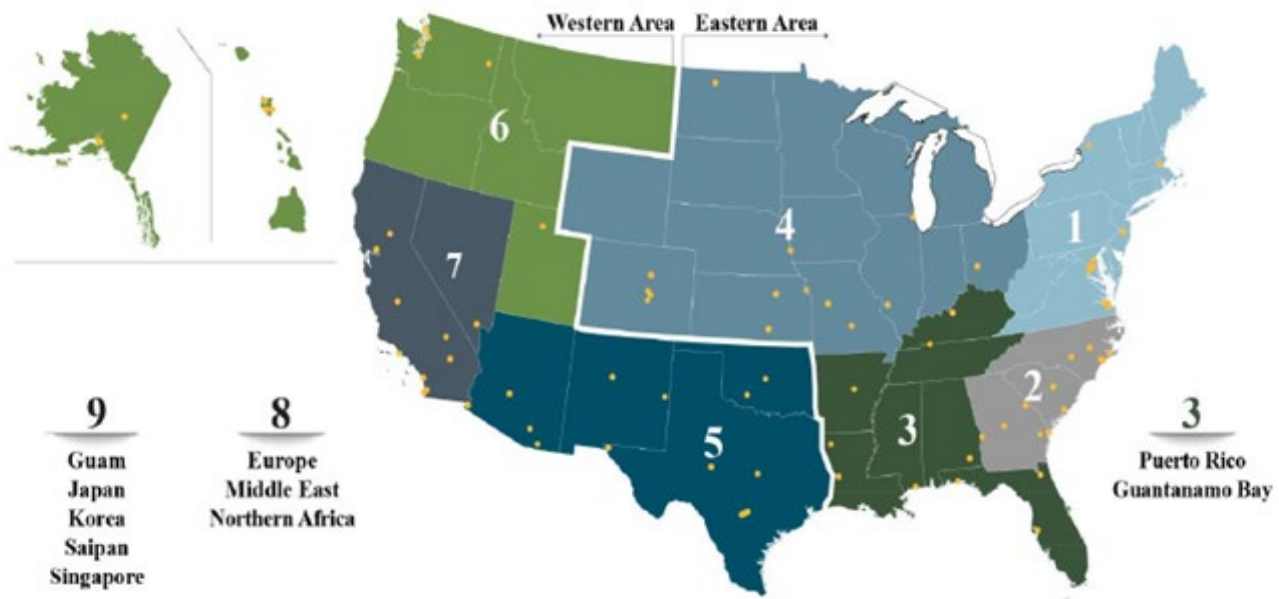 Western Area Eastern Area
6
4
1
7
2
3
5
9
Guam
Japan
Korea
Saipan
Singapore
8
Europe
Middle East
Northern Africa
3
Puerto Rico
Guantanamo Bay